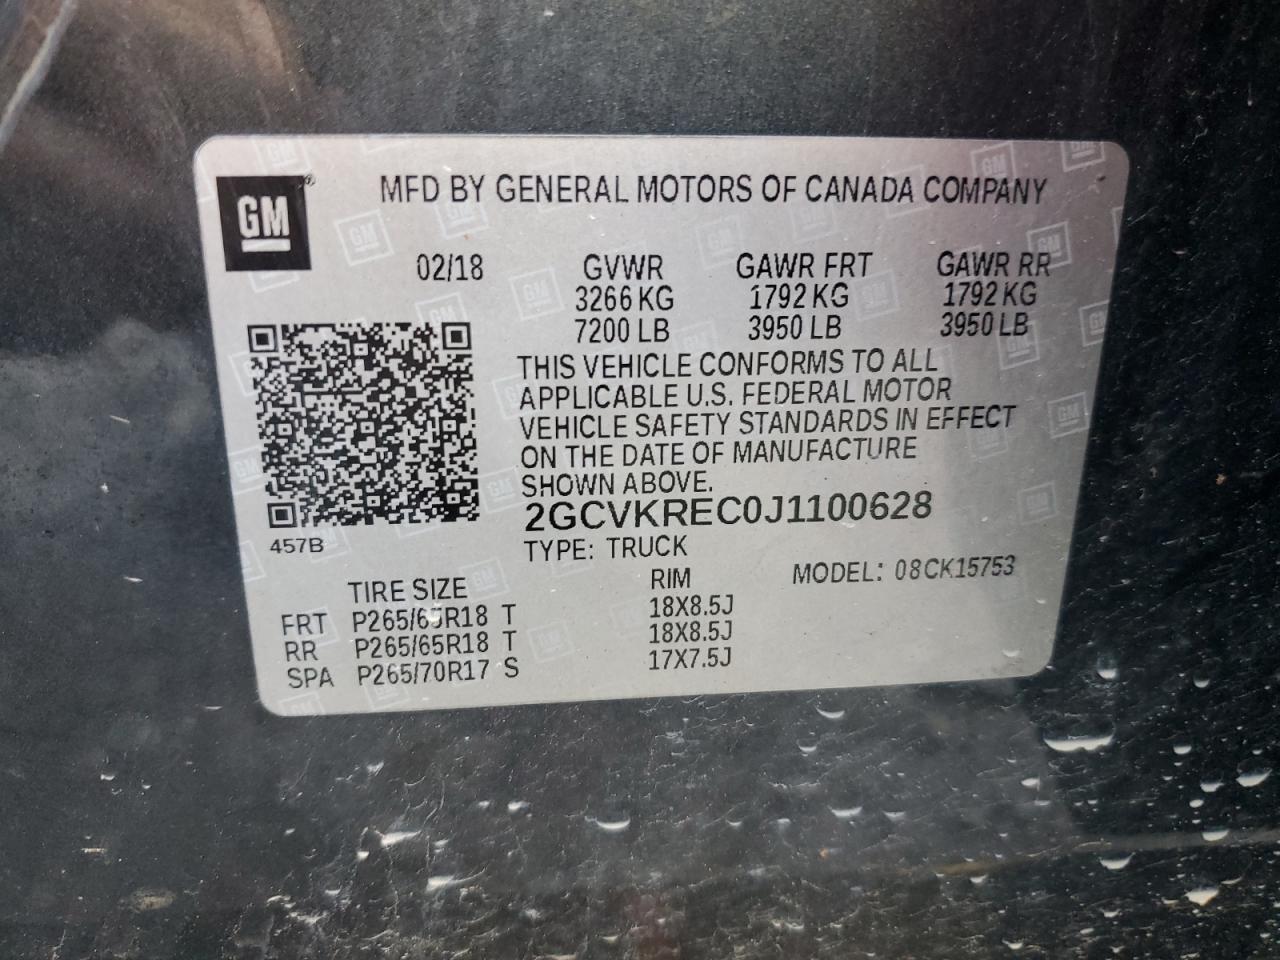 GM®
MFD BY GENERAL MOTORS OF CANADA COMPANY
02/18 GVWR GAWR FRT GAWR RR
3266 KG 1792 KG 1792 KG
7200 LB 3950 LB 3950 LB
THIS VEHICLE CONFORMS TO ALL
APPLICABLE U.S. FEDERAL MOTOR
VEHICLE SAFETY STANDARDS IN EFFECT
ON THE DATE OF MANUFACTURE
SHOWN ABOVE.
2GCVKREC0J1100628
457B
TYPE: TRUCK
MODEL: 08CK15753
TIRE SIZE RIM
FRT P265/65R18 T 18X8.5J
RR P265/65R18 T 18X8.5J
SPA P265/70R17 S 17X7.5J